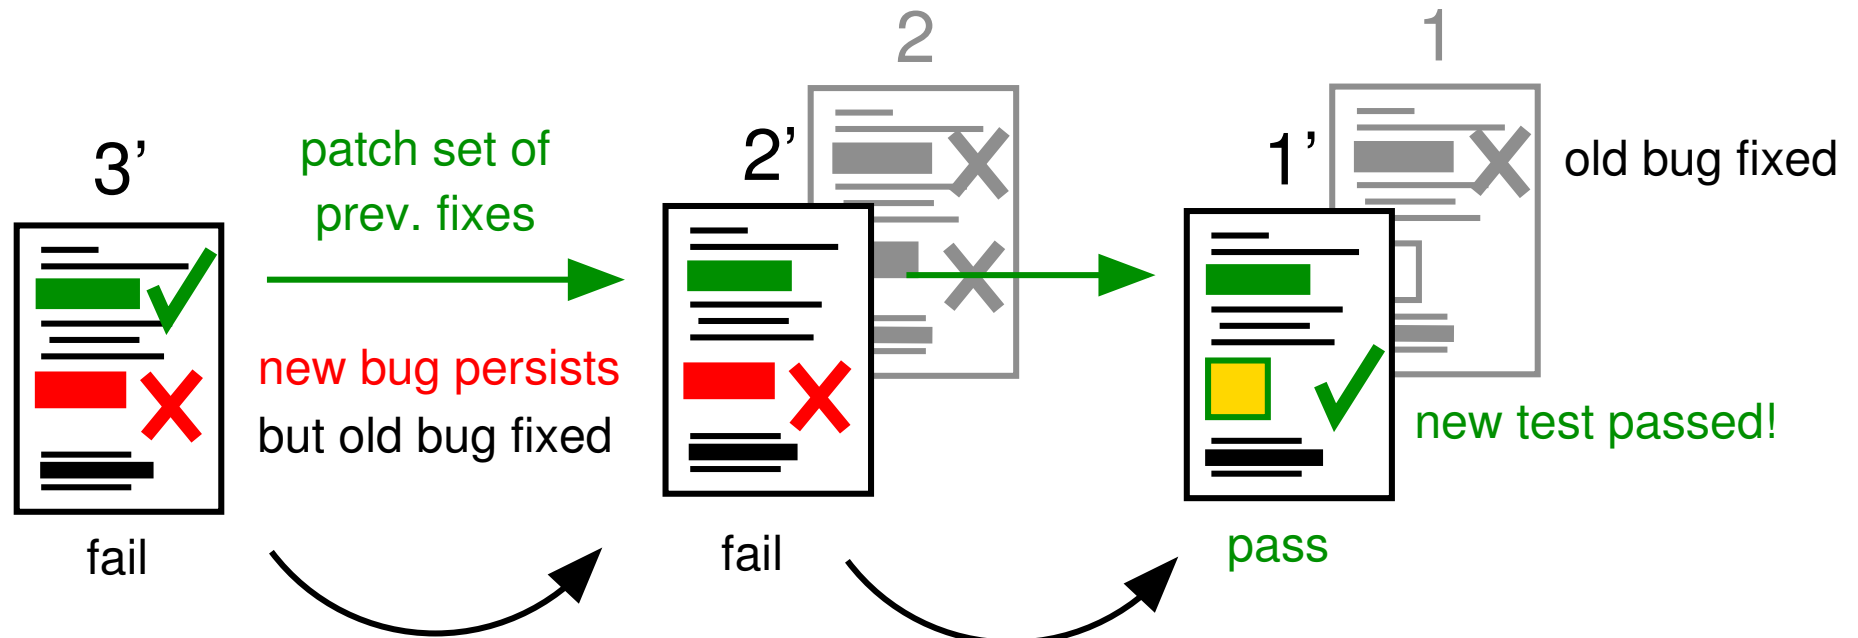 2
1
3’
patch set of
prev. fixes
2’
1’
old bug fixed
new bug persists
but old bug fixed
new test passed!
fail
fail
pass